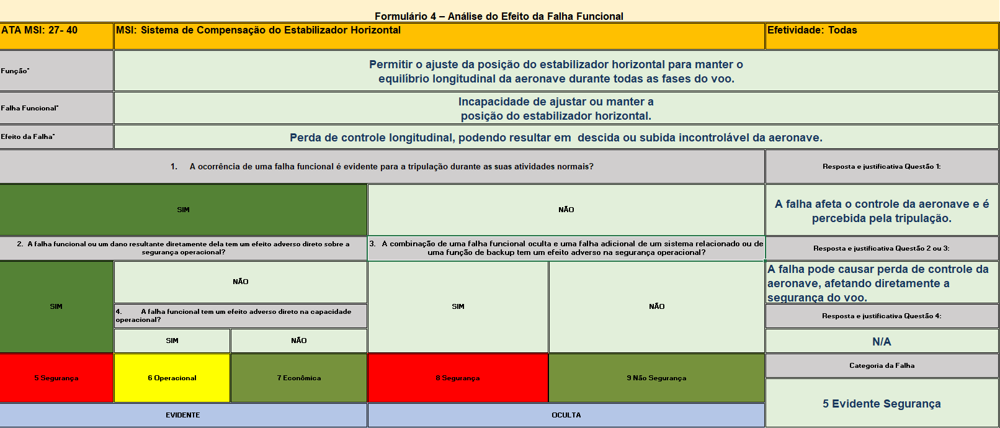 Formulário 4 – Análise do Efeito da Falha Funcional
ATA MSI: 27- 40
MSI: Sistema de Compensação do Estabilizador Horizontal
Efetividade: Todas
Função"
Permitir o ajuste da posição do estabilizador horizontal para manter o
equilíbrio longitudinal da aeronave durante todas as fases do voo.
Falha Funcional"
Incapacidade de ajustar ou manter a
posição do estabilizador horizontal.
Efeito da Falha"
Perda de controle longitudinal, podendo resultar em descida ou subida incontrolável da aeronave.
1. A ocorrência de uma falha funcional é evidente para a tripulação durante as suas atividades normais?
Resposta e justificativa Questão 1:
SIM
NÃO
A falha afeta o controle da aeronave e é
percebida pela tripulação.
2. A falha funcional ou um dano resultante diretamente dela tem um efeito adverso direto sobre a
segurança operacional?
3. A combinação de uma falha funcional oculta e uma falha adicional de um sistema relacionado ou de
uma função de backup tem um efeito adverso na segurança operacional?
Resposta e justificativa Questão 2 ou 3:
SIM
NÃO
SIM
NÃO
A falha pode causar perda de controle da
aeronave, afetando diretamente a
segurança do voo.
4. A falha funcional tem um efeito adverso direto na capacidade
operacional?
Resposta e justificativa Questão 4:
SIM
NÃO
N/A
5 Segurança
6 Operacional
7 Econômica
8 Segurança
9 Não Segurança
Categoria da Falha
5 Evidente Segurança
EVIDENTE
OCULTA